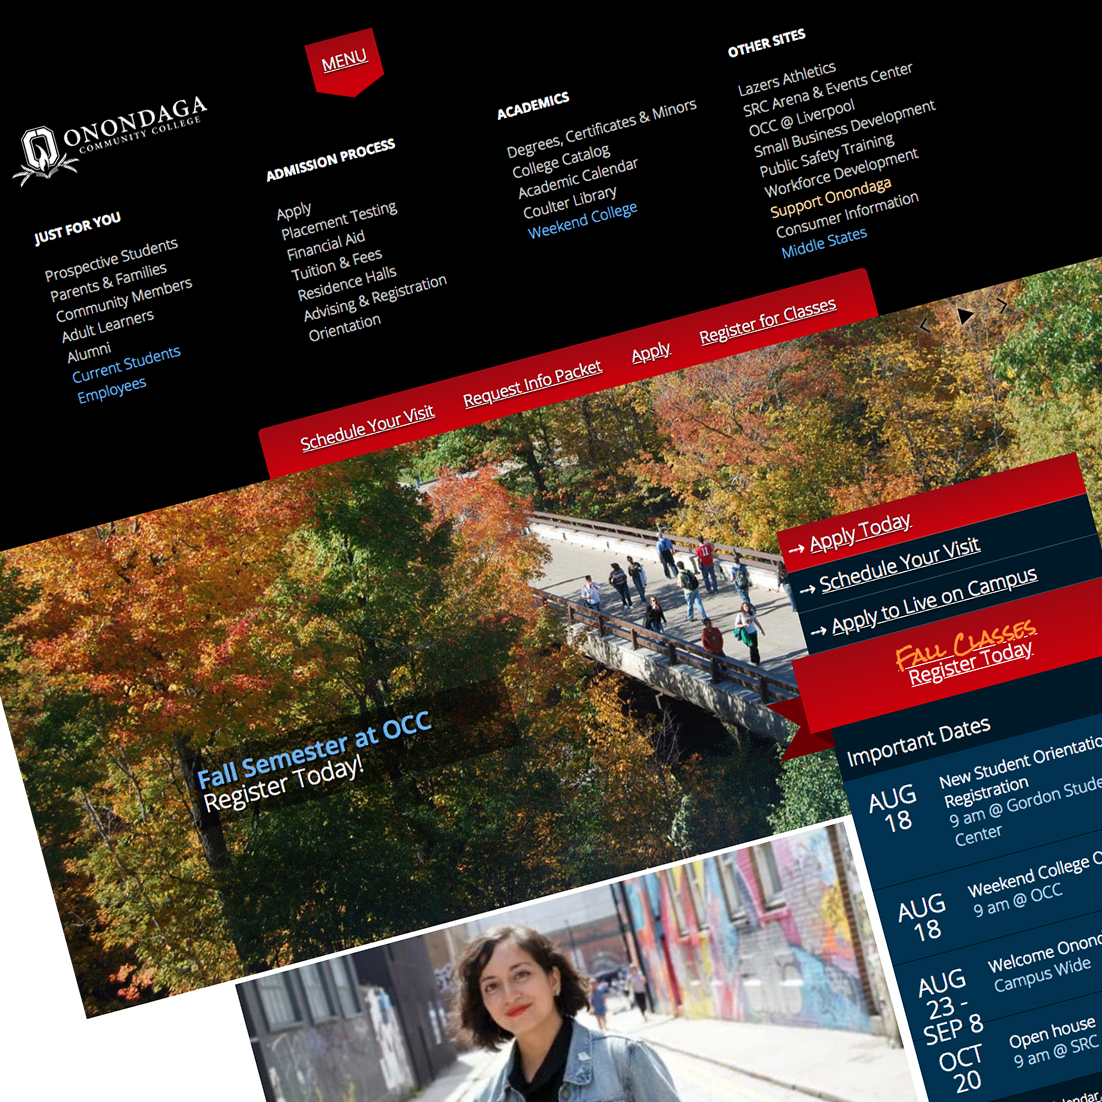 MENU
ONONDAGA
COMMUNITY COLLEGE
JUST FOR YOU
Prospective Students
Parents & Families
Community Members
Adult Learners
Alumni
Current Students
Employees
ADMISSION PROCESS
Apply
Placement Testing
Financial Aid
Tuition & Fees
Residence Halls
Advising & Registration
Orientation
ACADEMICS
Degrees, Certificates & Minors
College Catalog
Academic Calendar
Coulter Library
Weekend College
OTHER SITES
Lazers Athletics
SRC Arena & Events Center
OCC @ Liverpool
Small Business Development
Public Safety Training
Workforce Development
Support Onondaga
Consumer Information
Middle States
Schedule Your Visit Request Info Packet Apply Register for Classes
Fall Semester at OCC
Register Today!
→ Apply Today
→ Schedule Your Visit
→ Apply to Live on Campus
FALL CLASSES
Register Today
Important Dates
AUG
18
New Student Orientatio
Registration
9 am @ Gordon Stude
Center
AUG
18
Weekend College O
9 am @ OCC
AUG
23 -
SEP 8
Welcome Onond
Campus Wide
OCT
20
Open house
9 am @ SRC